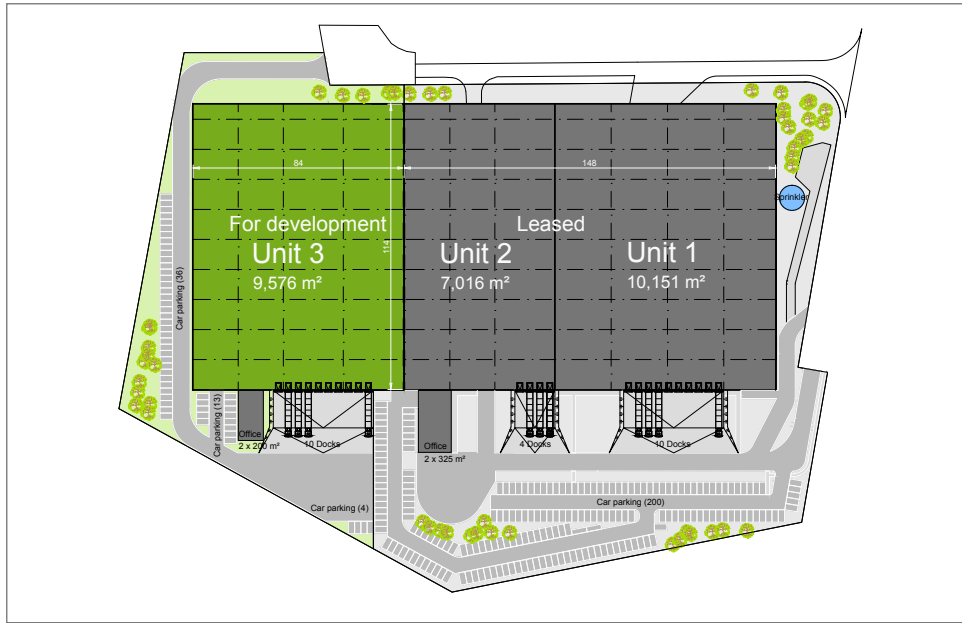 84
148
Sprinkler
For development
Leased
114
Unit 3
Unit 2
Unit 1
9,576 m²
7,016 m²
10,151 m²
Car parking (36)
Car parking (13)
Office
2 x 200 m²
10 Docks
Office
2 x 325 m²
4 Docks
10 Docks
Car parking (4)
Car parking (200)